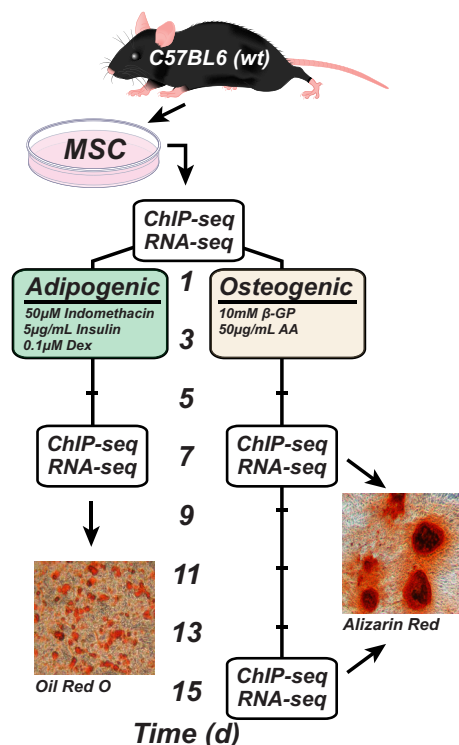 C57BL6 (wt)
MSC
ChIP-seq
RNA-seq
Adipogenic
50µM Indomethacin
5µg/mL Insulin
0.1µM Dex
Osteogenic
10mM β-GP
50µg/mL AA
1
3
5
ChIP-seq
RNA-seq
7
ChIP-seq
RNA-seq
9
11
13
Oil Red O
Alizarin Red
15
ChIP-seq
RNA-seq
Time (d)